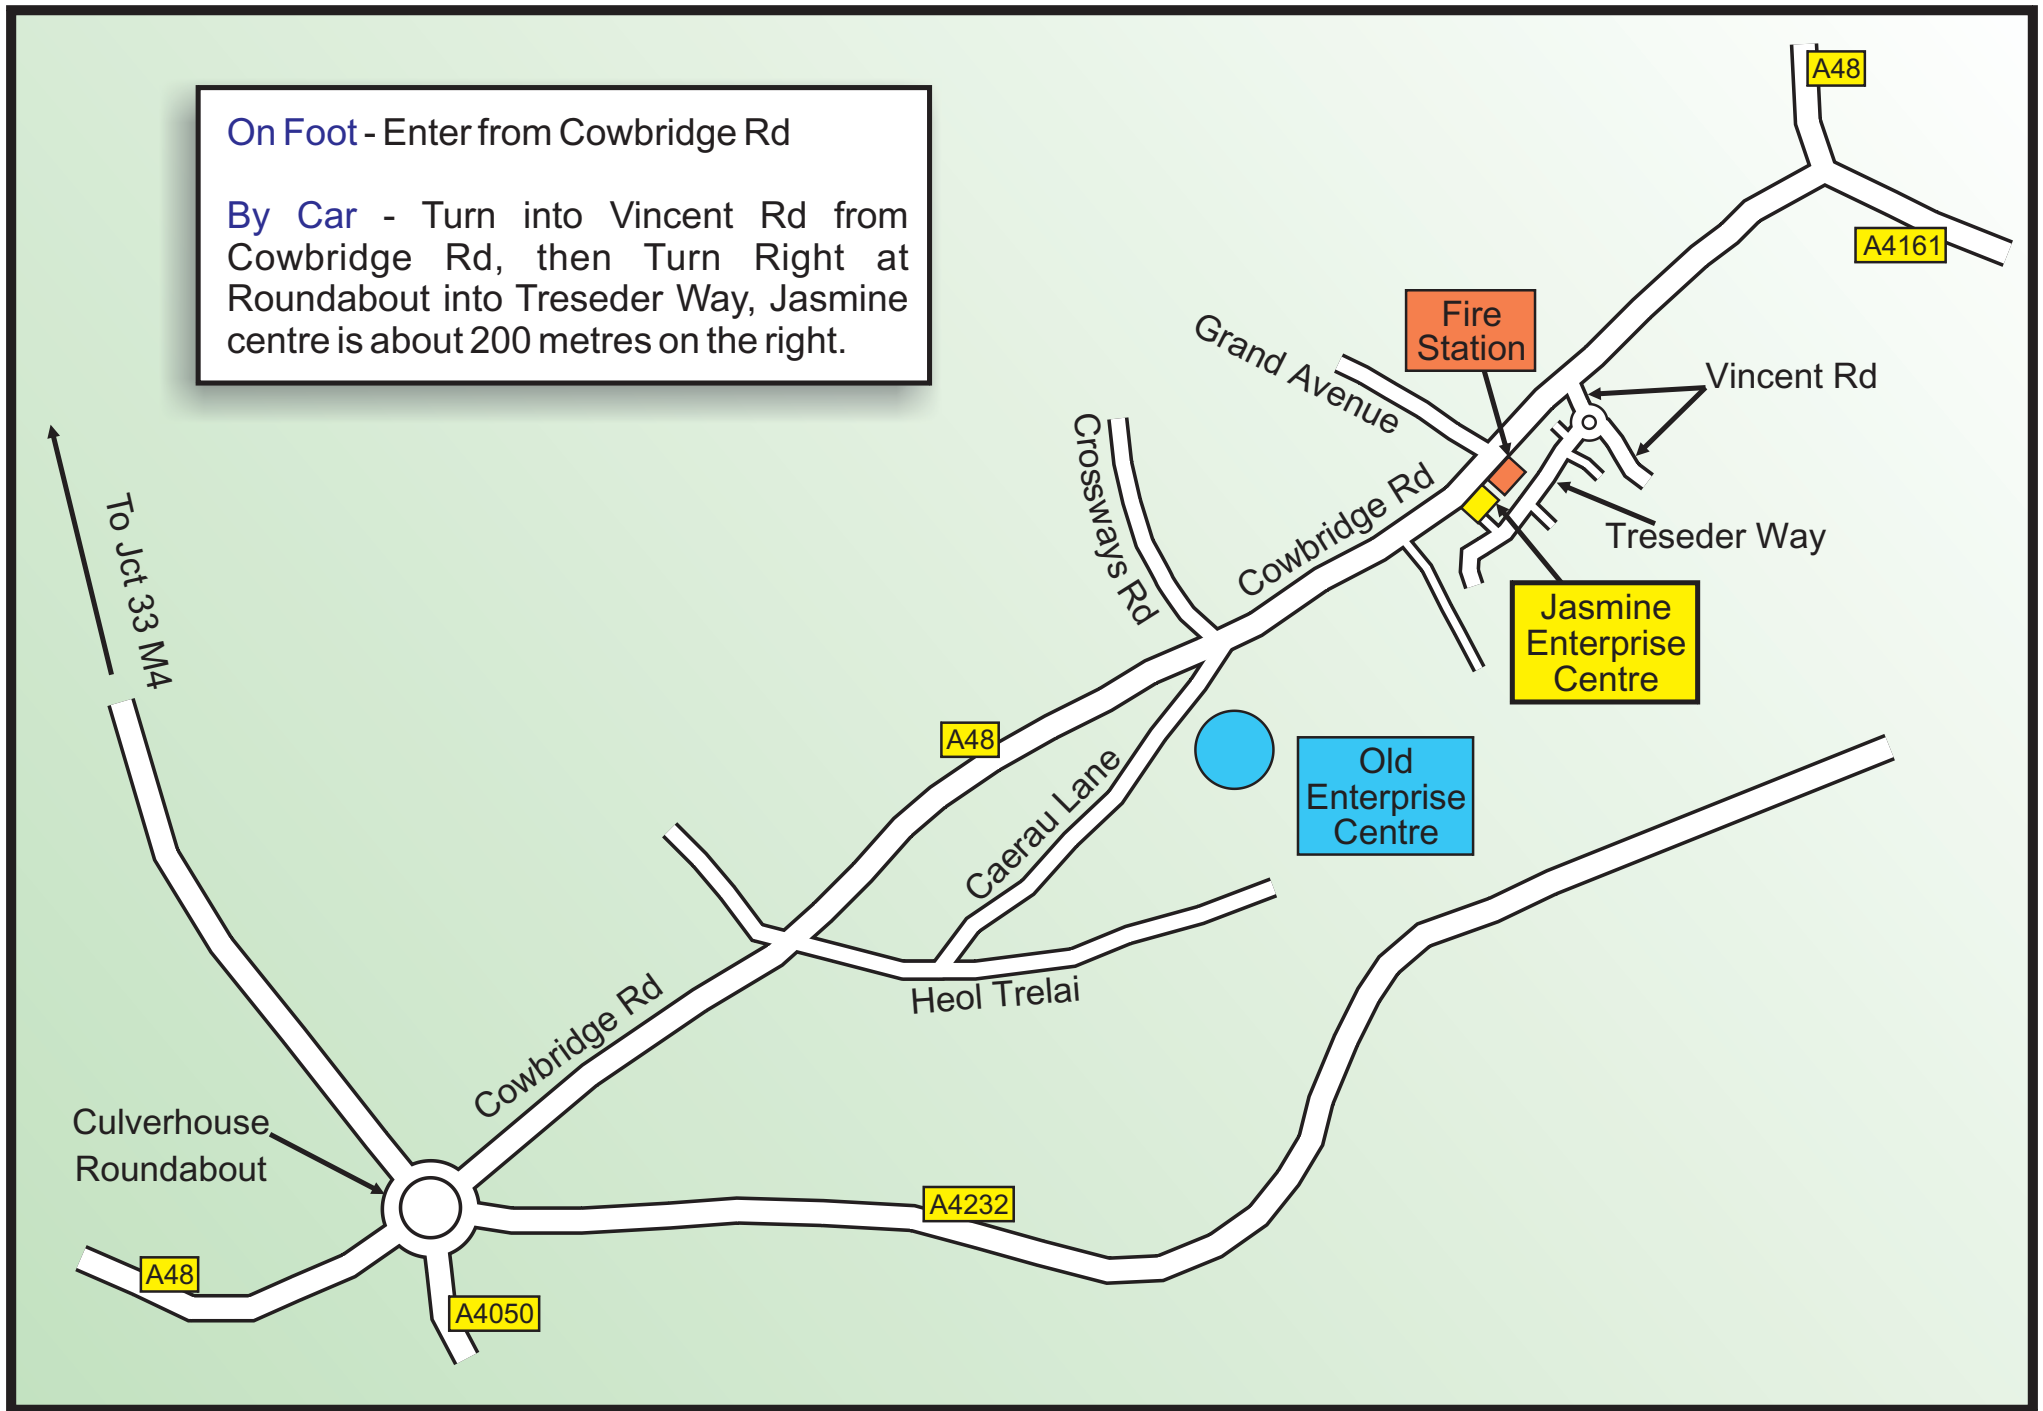 On Foot - Enter from Cowbridge Rd
By Car - Turn into Vincent Rd from
Cowbridge Rd, then Turn Right at
Roundabout into Treseder Way, Jasmine
centre is about 200 metres on the right.
A48
A4161
Fire
Station
Grand Avenue
Vincent Rd
Crossways Rd
Cowbridge Rd
Treseder Way
To Jct 33 M4
Jasmine
Enterprise
Centre
A48
Old
Enterprise
Centre
Caerau Lane
Heol Trelai
Cowbridge Rd
Culverhouse
Roundabout
A4232
A48
A4050